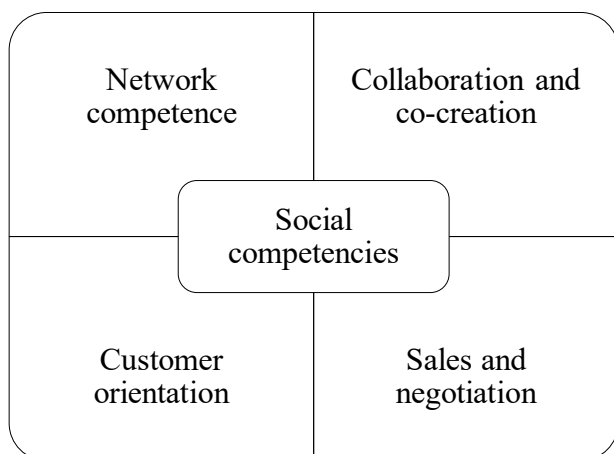 Network
competence
Collaboration and
co-creation
Social
competencies
Customer
orientation
Sales and
negotiation